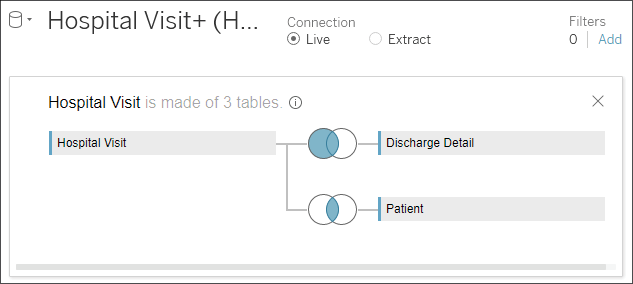 Hospital Visit+ (H...
Connection
Live
Extract
Filters
0
Add
Hospital Visit is made of 3 tables.
Hospital Visit
Discharge Detail
Patient